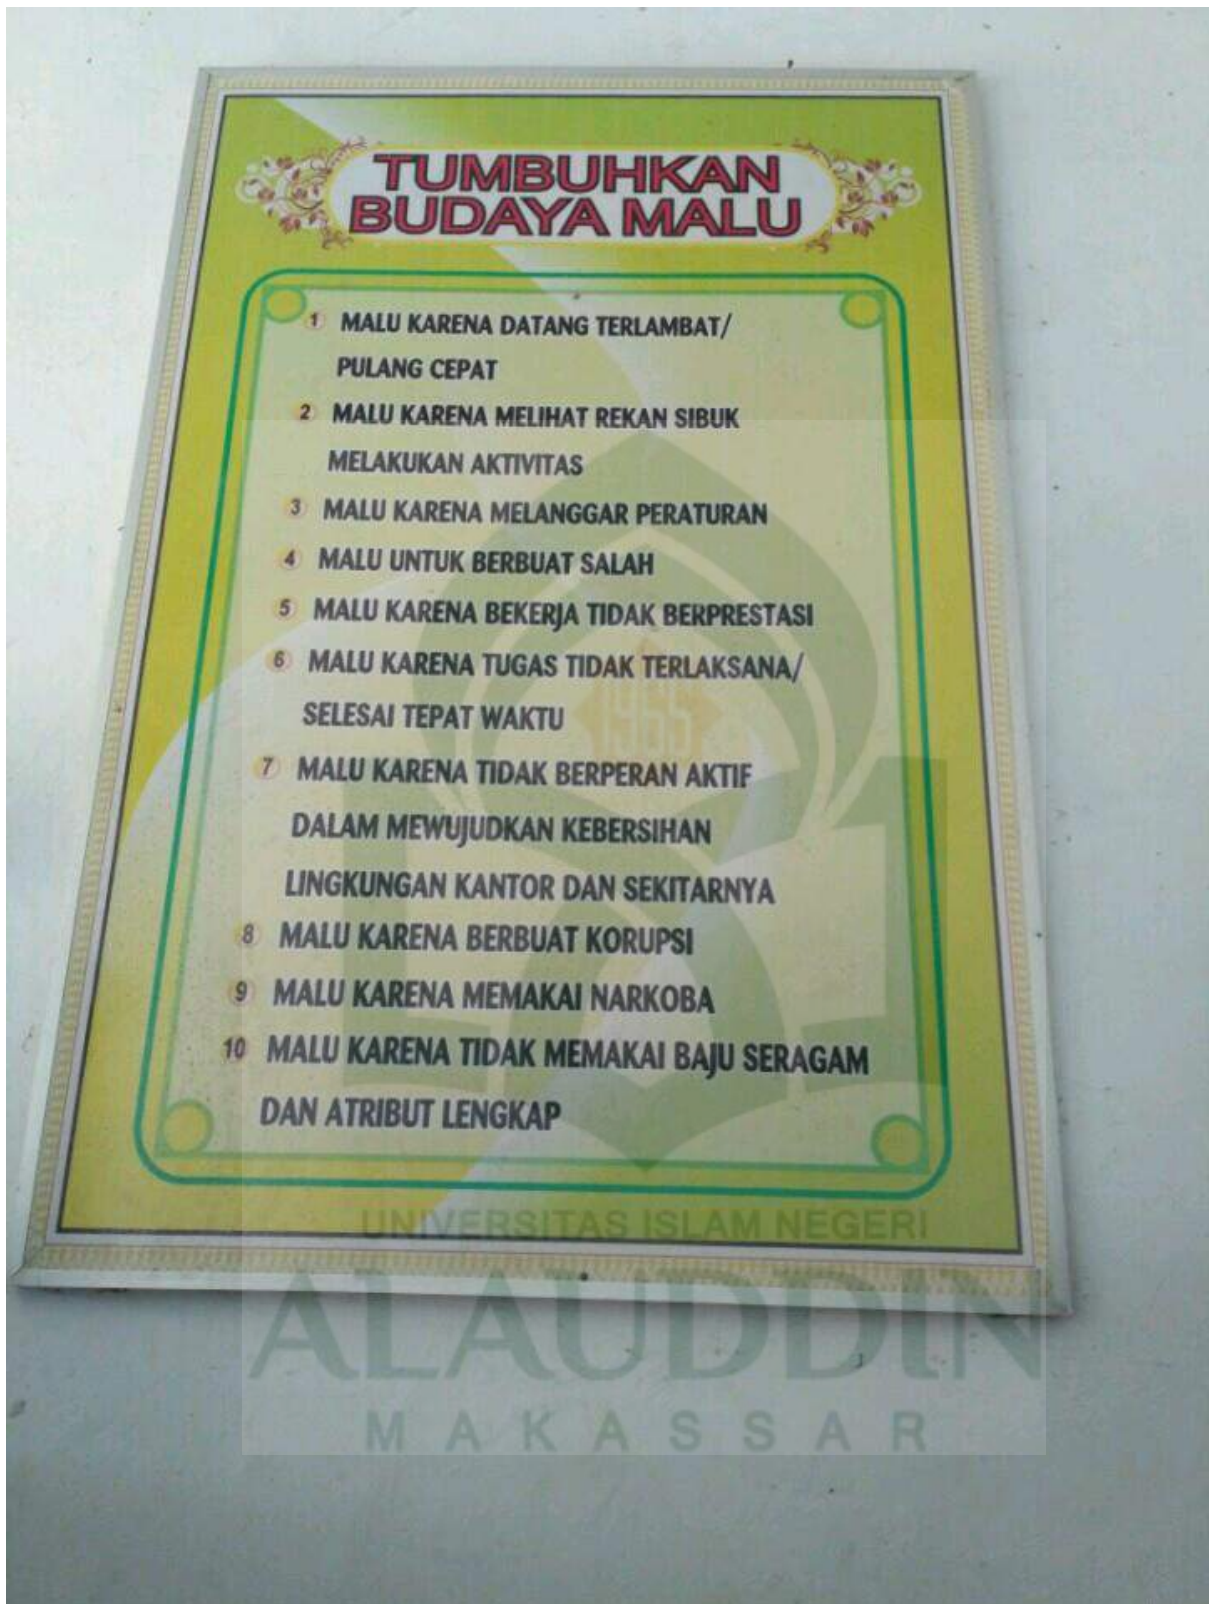 TUMBUHKAN
BUDAYA MALU
1 MALU KARENA DATANG TERLAMBAT/
PULANG CEPAT
2 MALU KARENA MELIHAT REKAN SIBUK
MELAKUKAN AKTIVITAS
3 MALU KARENA MELANGGAR PERATURAN
4 MALU UNTUK BERBUAT SALAH
5 MALU KARENA BEKERJA TIDAK BERPRESTASI
6 MALU KARENA TUGAS TIDAK TERLAKSANA/
SELESAI TEPAT WAKTU
1965
7 MALU KARENA TIDAK BERPERAN AKTIF
DALAM MEWUJUDKAN KEBERSIHAN
LINGKUNGAN KANTOR DAN SEKITARNYA
8 MALU KARENA BERBUAT KORUPSI
9 MALU KARENA MEMAKAI NARKOBA
10 MALU KARENA TIDAK MEMAKAI BAJU SERAGAM
DAN ATRIBUT LENGKAP
UNIVERSITAS ISLAM NEGERI
ALAUDDIN
MAKASSAR